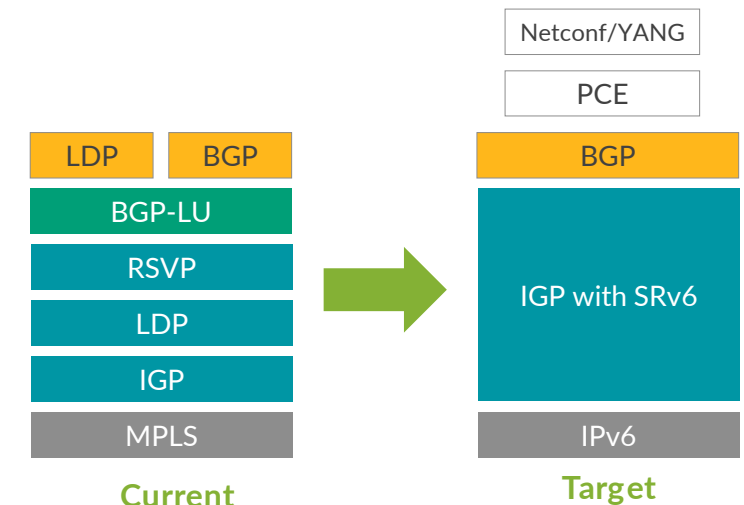 Netconf/YANG
PCE
LDP
BGP
BGP
BGP-LU
RSVP
LDP
IGP
MPLS
IGP with SRv6
IPv6
Current
Target